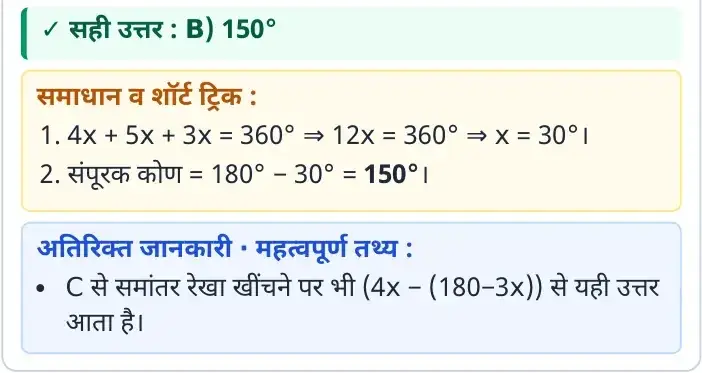 ✓ सही उत्तर : B) 150°
समाधान व शॉर्ट ट्रिक :
1. 4x + 5x + 3x = 360° ⇒ 12x = 360° ⇒ x = 30°।
2. संपूरक कोण = 180° − 30° = 150°।
अतिरिक्त जानकारी · महत्वपूर्ण तथ्य :
• C से समांतर रेखा खींचने पर भी (4x − (180−3x)) से यही उत्तर
आता है।